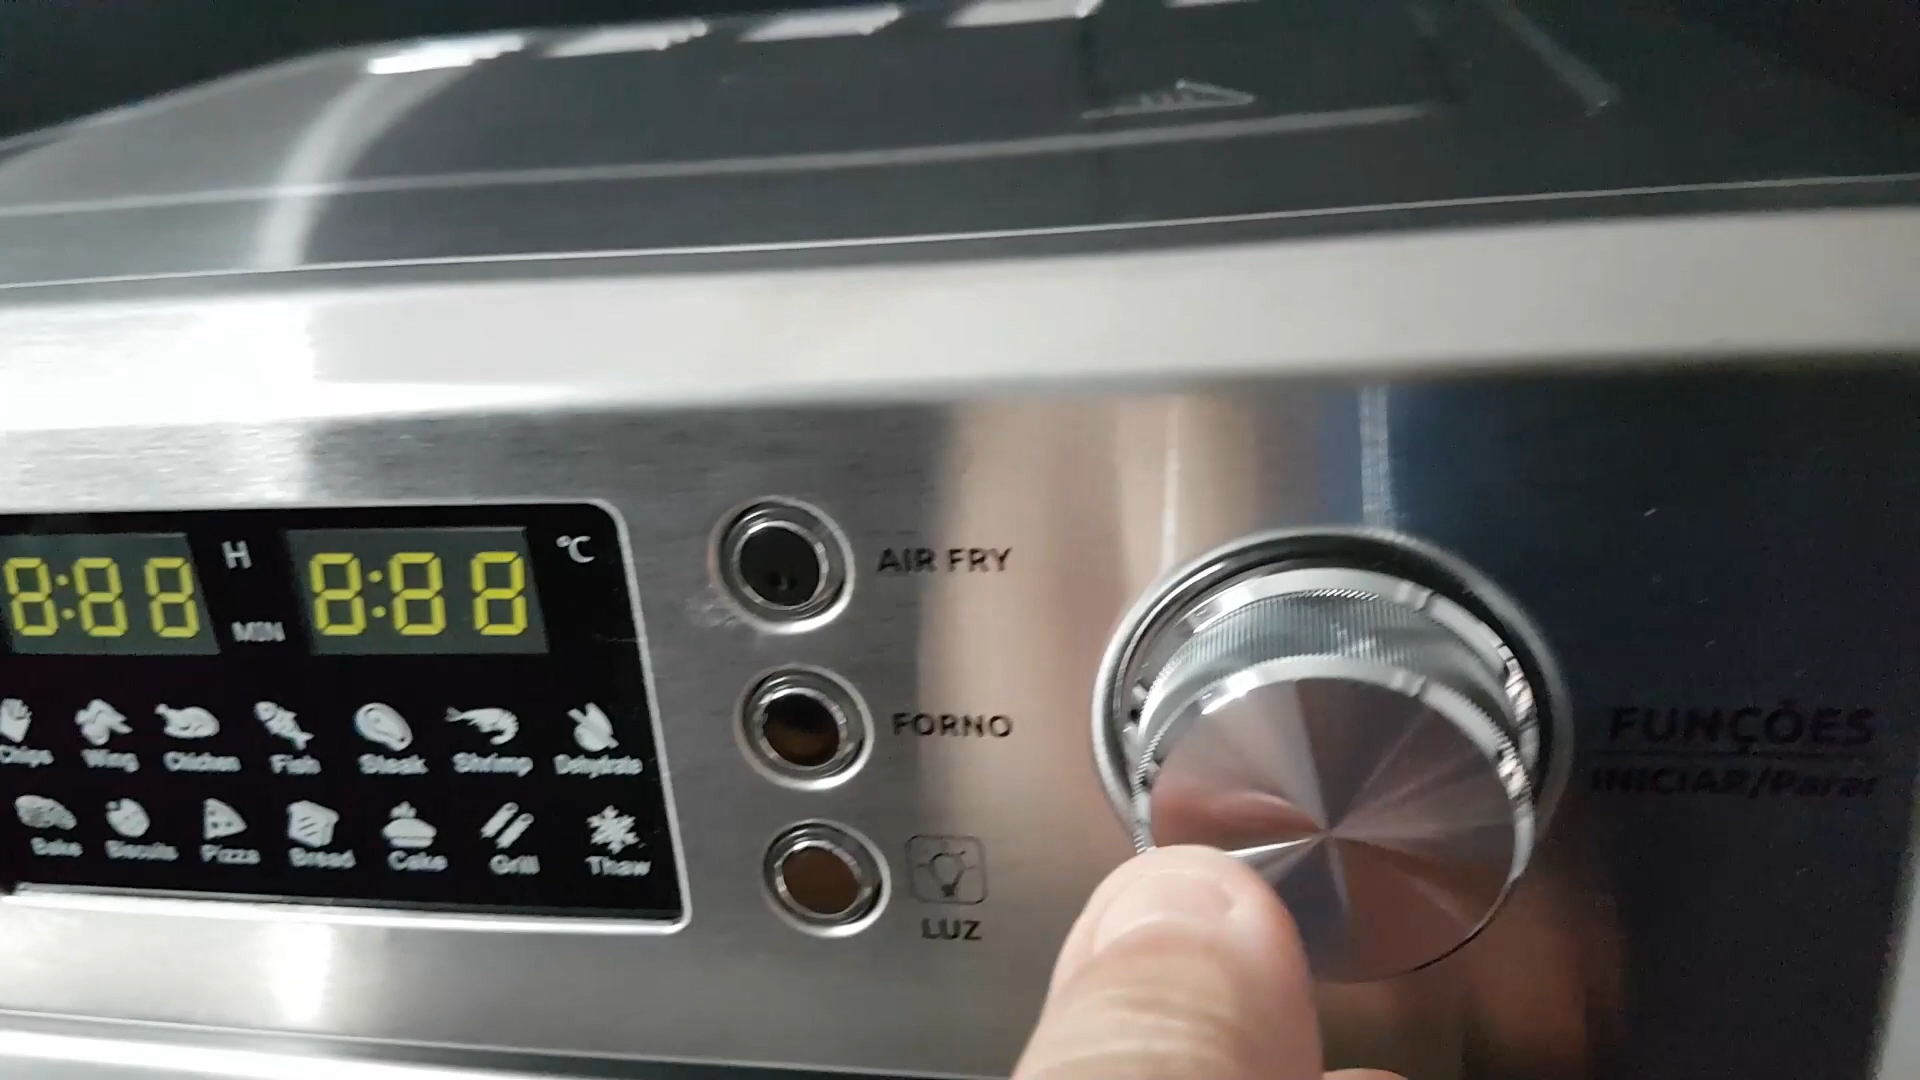 8:88 H MIN 8:88 °C
Chips Wing Chicken Fish Steak Shrimp Dehydrate
Bake Biscuits Pizza Bread Cake Grill Thaw
AIR FRY
FORNO
LUZ
FUNÇÕES
INICIAR/Parar